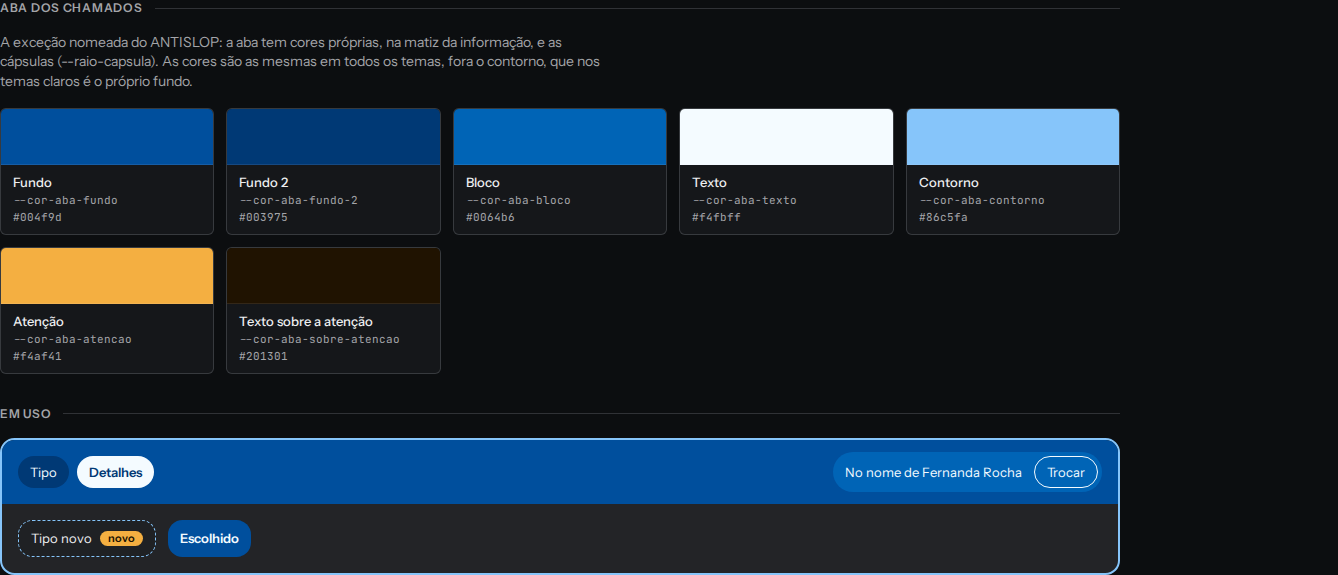 ABA DOS CHAMADOS
A exceção nomeada do ANTISLOP: a aba tem cores próprias, na matiz da informação, e as
cápsulas (--raio-capsula). As cores são as mesmas em todos os temas, fora o contorno, que nos
temas claros é o próprio fundo.
Fundo
--cor-aba-fundo
#004f9d
Fundo 2
--cor-aba-fundo-2
#003975
Bloco
--cor-aba-bloco
#0064b6
Texto
--cor-aba-texto
#f4fbff
Contorno
--cor-aba-contorno
#86c5fa
Atenção
--cor-aba-atencao
#f4af41
Texto sobre a atenção
--cor-aba-sobre-atencao
#201301
EM USO
Tipo
Detalhes
No nome de Fernanda Rocha
Trocar
Tipo novo
novo
Escolhido